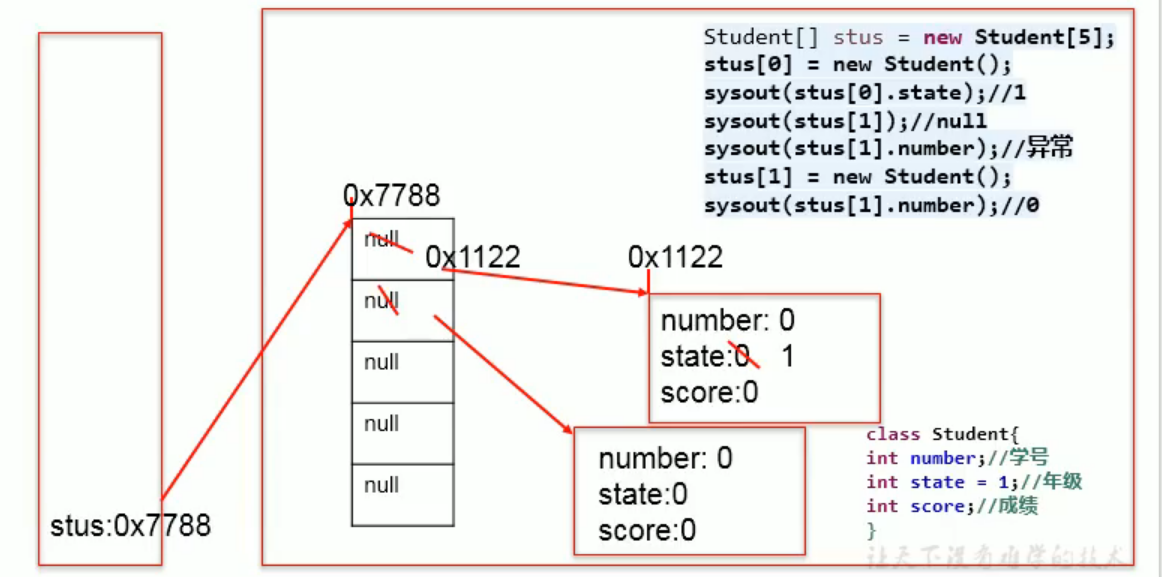 Student[] stus = new Student[5];
stus[0] = new Student();
sysout(stus[0].state);//1
sysout(stus[1]);//null
sysout(stus[1].number);//异常
stus[1] = new Student();
sysout(stus[1].number);//0
0x7788
null
0x1122
0x1122
null
number: 0
state:0 1
score:0
null
null
null
number: 0
state:0
score:0
class Student{
int number;//学号
int state = 1;//年级
int score;//成绩
}
stus:0x7788
让天下没有难学的技术